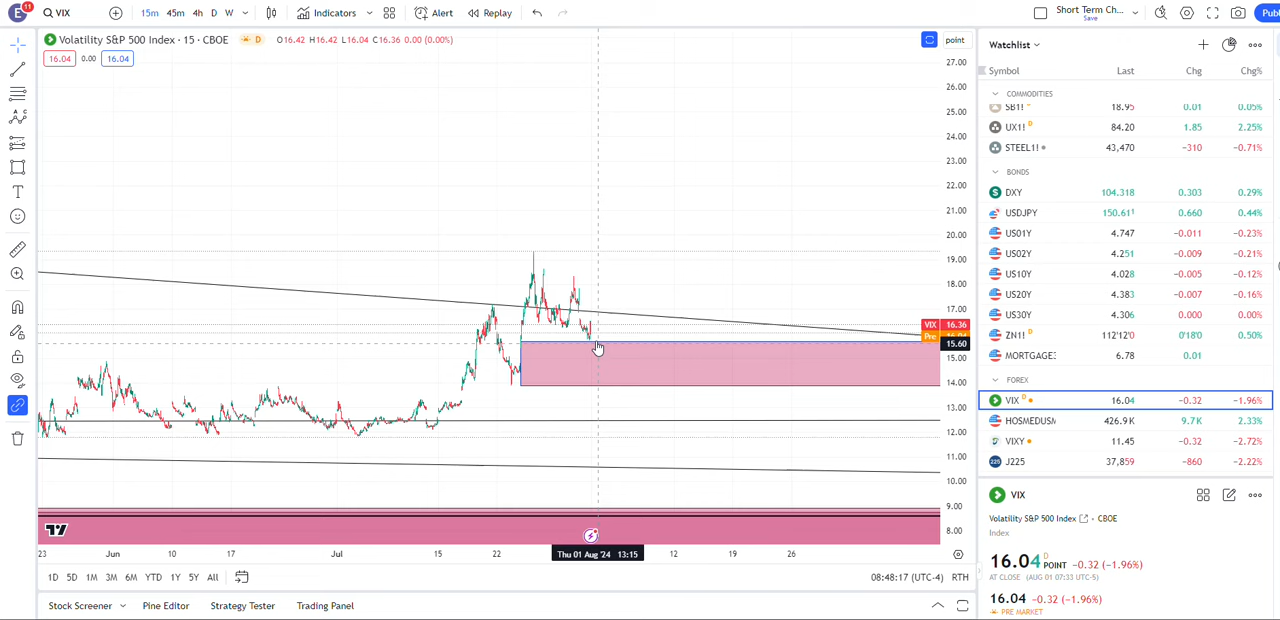 E 11 VIX 15m 45m 4h D W Indicators Alert Replay Short Term Ch... Save Publ
Volatility S&P 500 Index · 15 · CBOE D O16.42 H16.42 L16.04 C16.36 0.00 (0.00%) point
16.04 0.00 16.04
27.00
26.00
25.00
24.00
23.00
22.00
21.00
20.00
19.00
18.00
17.00
VIX 16.36
Pre
15.60
15.00
14.00
13.00
12.00
11.00
10.00
9.00
8.00
23 Jun 10 17 Jul 15 22 Thu 01 Aug '24 13:15 12 19 26
1D 5D 1M 3M 6M YTD 1Y 5Y All 08:48:17 (UTC-4) RTH
Stock Screener Pine Editor Strategy Tester Trading Panel
Watchlist
Symbol Last Chg Chg%
COMMODITIES
SB1! 18.95 0.01 0.05%
UX1! D 84.20 1.85 2.25%
STEEL1! 43,470 −310 −0.71%
BONDS
DXY 104.318 0.303 0.29%
USDJPY 150.611 0.660 0.44%
US01Y 4.747 −0.011 −0.23%
US02Y 4.251 −0.009 −0.21%
US10Y 4.028 −0.005 −0.12%
US20Y 4.383 −0.007 −0.16%
US30Y 4.306 0.000 0.00%
ZN1! D 112'12'0 0'18'0 0.50%
MORTGAGE3 6.78 0.01
FOREX
VIX D 16.04 −0.32 −1.96%
HOSMEDUSM 426.9K 9.7K 2.33%
VIXY 11.45 −0.32 −2.72%
225 J225 37,859 −860 −2.22%
VIX
Volatility S&P 500 Index · CBOE
Index
16.04 D POINT −0.32 (−1.96%)
AT CLOSE (AUG 01 07:33 UTC-5)
16.04 −0.32 (−1.96%)
PRE MARKET